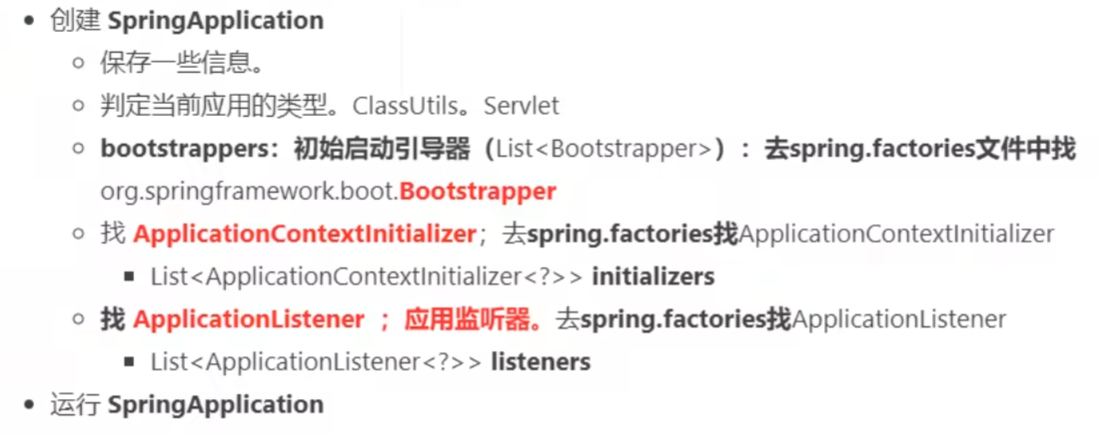 创建 SpringApplication
保存一些信息。
判定当前应用的类型。ClassUtils。Servlet
bootstrappers：初始启动引导器（List<Bootstrapper>）：去spring.factories文件中找
org.springframework.boot.Bootstrapper
找 ApplicationContextInitializer；去spring.factories找ApplicationContextInitializer
List<ApplicationContextInitializer<?>> initializers
找 ApplicationListener ；应用监听器。去spring.factories找ApplicationListener
List<ApplicationListener<?>> listeners
运行 SpringApplication